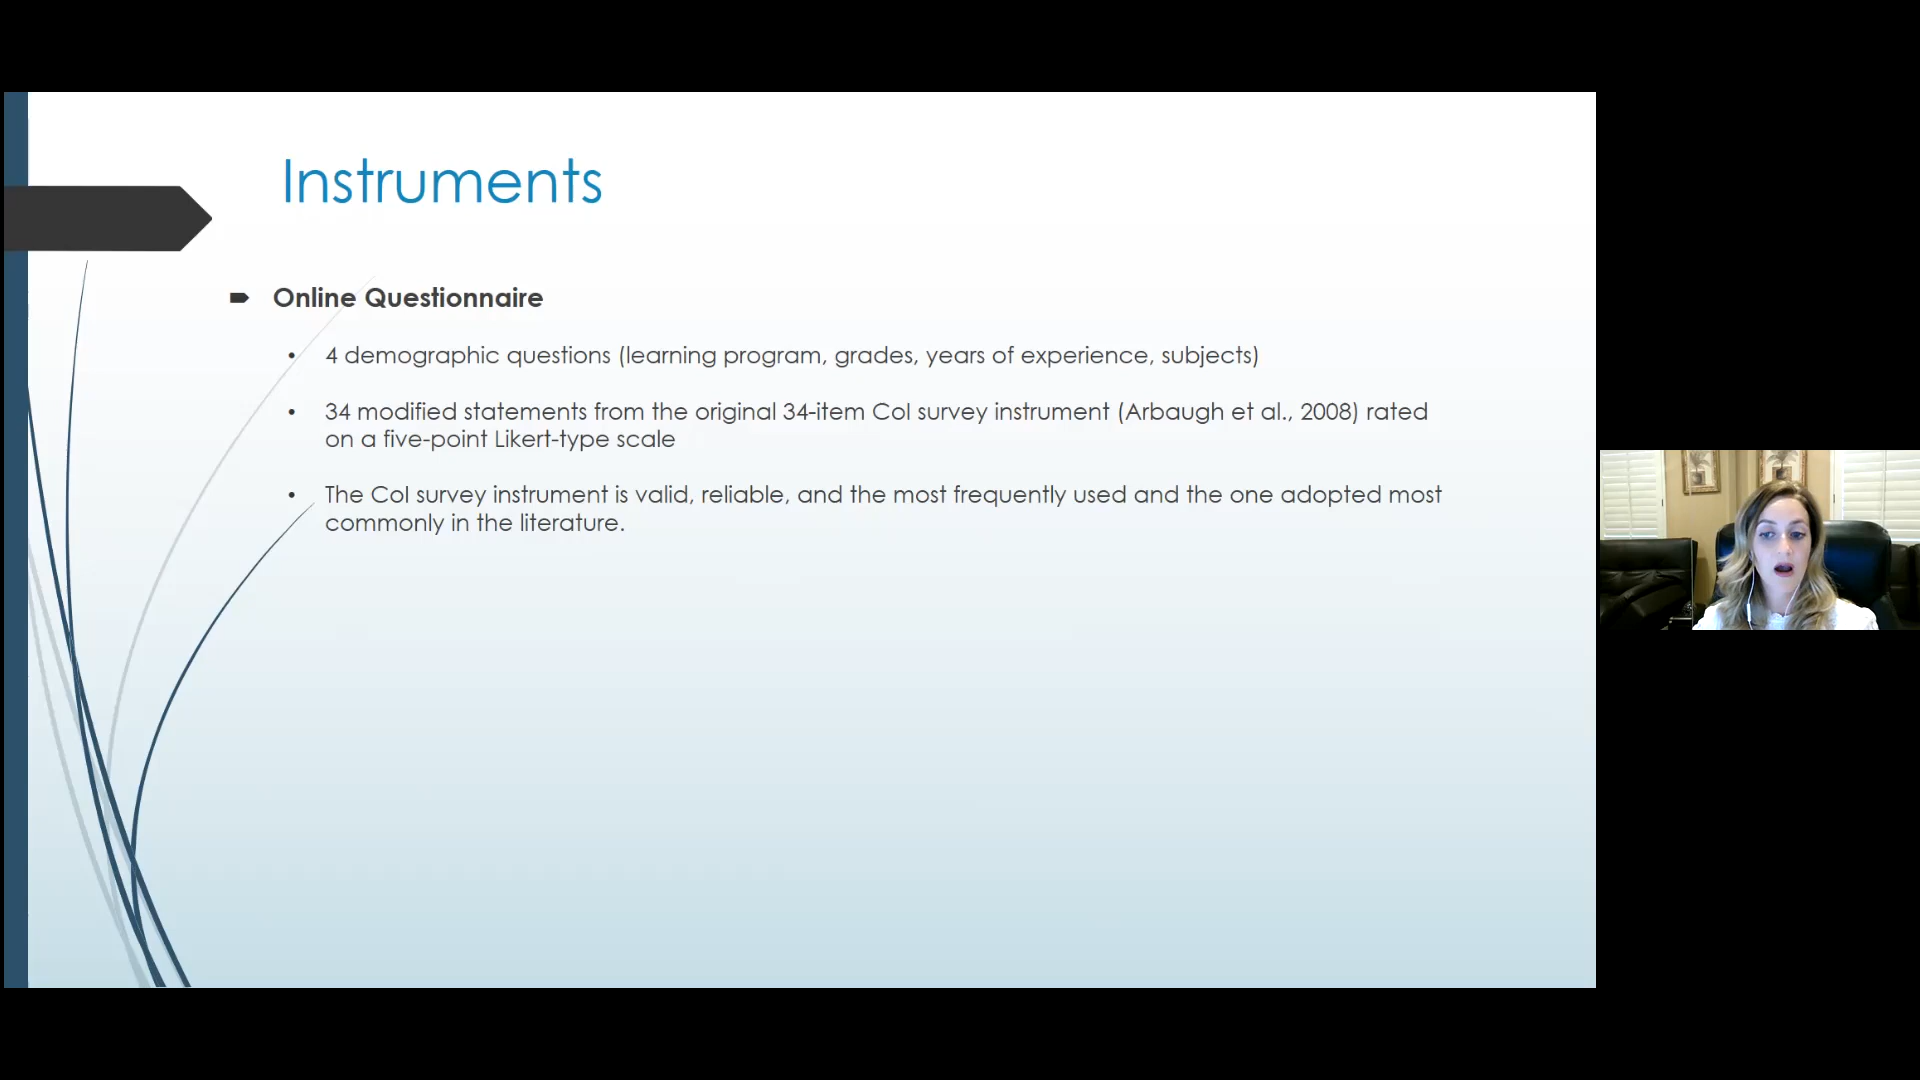 Instruments
Online Questionnaire
• 4 demographic questions (learning program, grades, years of experience, subjects)
• 34 modified statements from the original 34-item CoI survey instrument (Arbaugh et al., 2008) rated
on a five-point Likert-type scale
• The CoI survey instrument is valid, reliable, and the most frequently used and the one adopted most
commonly in the literature.